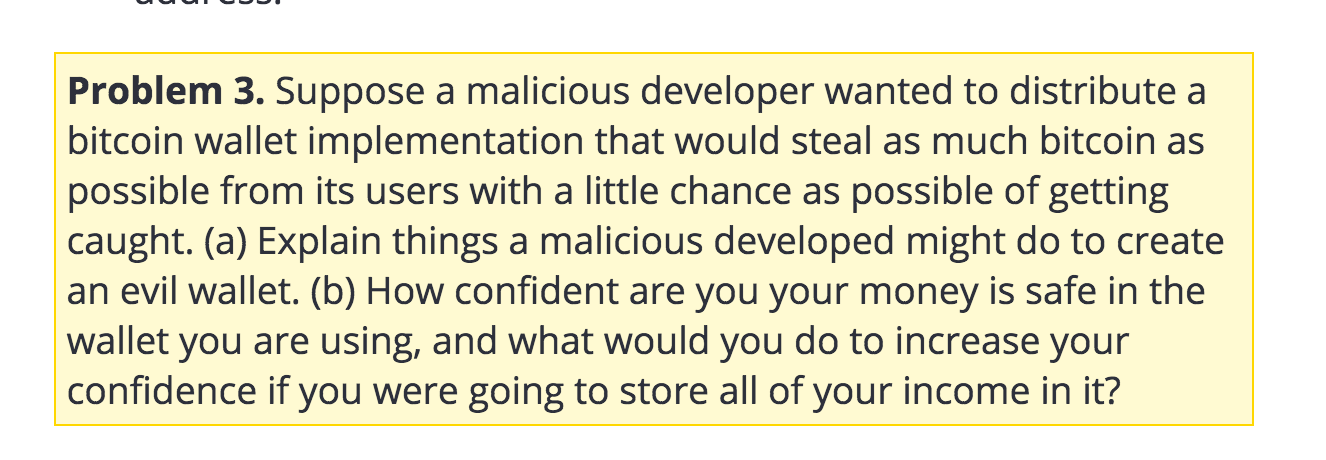 address.
Problem 3. Suppose a malicious developer wanted to distribute a
bitcoin wallet implementation that would steal as much bitcoin as
possible from its users with a little chance as possible of getting
caught. (a) Explain things a malicious developed might do to create
an evil wallet. (b) How confident are you your money is safe in the
wallet you are using, and what would you do to increase your
confidence if you were going to store all of your income in it?